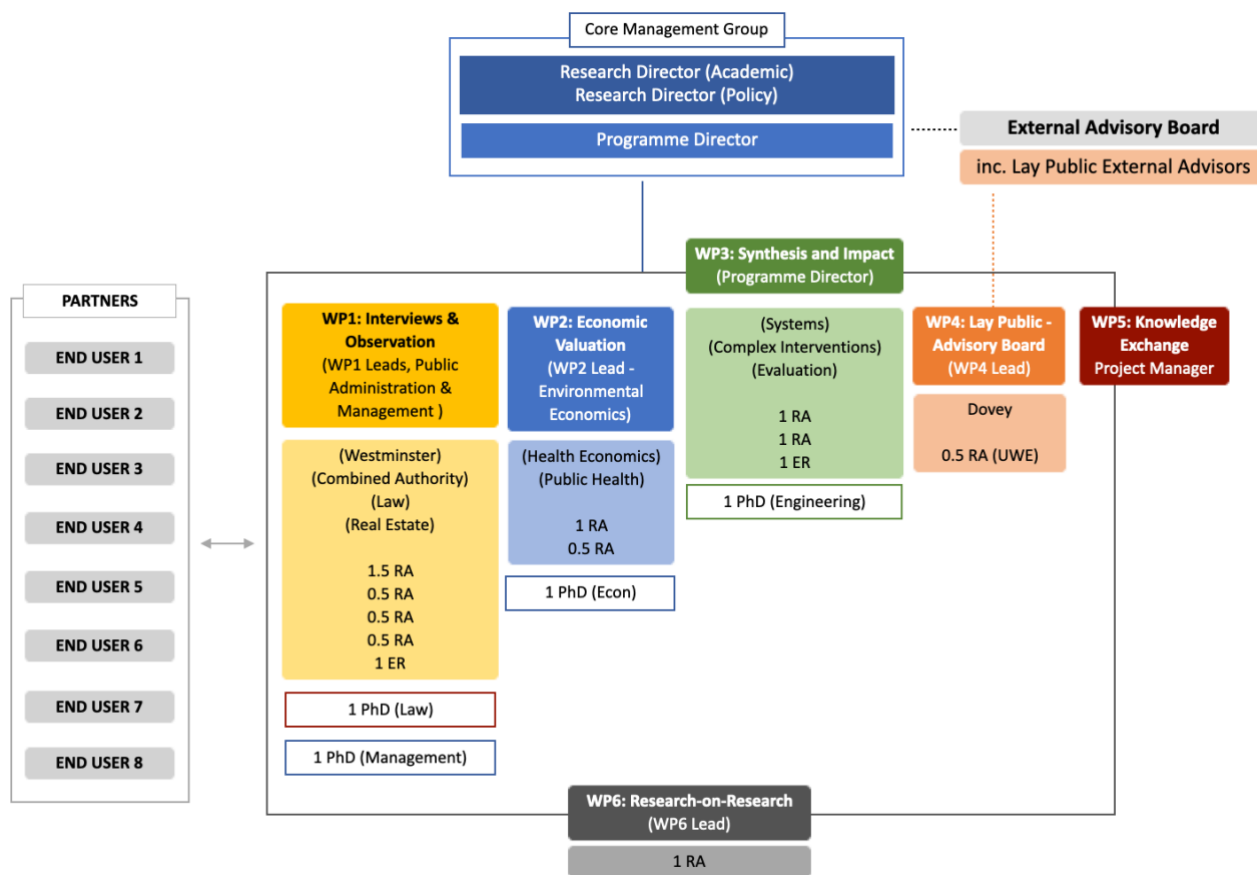 Core Management Group
Research Director (Academic)
Research Director (Policy)
Programme Director
External Advisory Board
inc. Lay Public External Advisors
PARTNERS
END USER 1
END USER 2
END USER 3
END USER 4
END USER 5
END USER 6
END USER 7
END USER 8
WP1: Interviews &
Observation
(WP1 Leads, Public
Administration &
Management )
(Westminster)
(Combined Authority)
(Law)
(Real Estate)
1.5 RA
0.5 RA
0.5 RA
0.5 RA
1 ER
1 PhD (Law)
1 PhD (Management)
WP2: Economic
Valuation
(WP2 Lead -
Environmental
Economics)
(Health Economics)
(Public Health)
1 RA
0.5 RA
1 PhD (Econ)
WP3: Synthesis and Impact
(Programme Director)
(Systems)
(Complex Interventions)
(Evaluation)
1 RA
1 RA
1 ER
1 PhD (Engineering)
WP4: Lay Public -
Advisory Board
(WP4 Lead)
Dovey
0.5 RA (UWE)
WP5: Knowledge
Exchange
Project Manager
WP6: Research-on-Research
(WP6 Lead)
1 RA